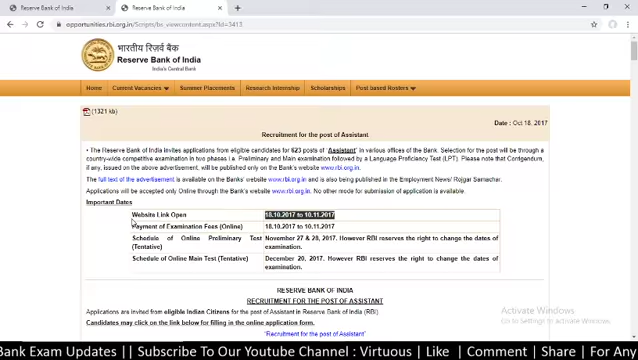 Reserve Bank of India
Reserve Bank of India
opportunities.rbi.org.in/Scripts/bs_viewcontent.aspx?Id=3413
भारतीय रिज़र्व बैंक
Reserve Bank of India
India's Central Bank
Home Current Vacancies Summer Placements Research Internship Scholarships Post based Rosters
(1321 kb)
Date : Oct 18, 2017
Recruitment for the post of Assistant
• The Reserve Bank of India invites applications from eligible candidates for 623 posts of 'Assistant' in various offices of the Bank. Selection for the post will be through a
country-wide competitive examination in two phases i.e. Preliminary and Main examination followed by a Language Proficiency Test (LPT). Please note that Corrigendum,
if any, issued on the above advertisement, will be published only on the Bank's website www.rbi.org.in.
The full text of the advertisement is available on the Banks' website www.rbi.org.in and is also being published in the Employment News/ Rojgar Samachar.
Applications will be accepted only Online through the Bank's website www.rbi.org.in. No other mode for submission of application is available.
Important Dates
Website Link Open 18.10.2017 to 10.11.2017
Payment of Examination Fees (Online) 18.10.2017 to 10.11.2017
Schedule of Online Preliminary Test (Tentative) November 27 & 28, 2017. However RBI reserves the right to change the dates of examination.
Schedule of Online Main Test (Tentative) December 20, 2017. However RBI reserves the right to change the dates of examination.
RESERVE BANK OF INDIA
RECRUITMENT FOR THE POST OF ASSISTANT
Applications are invited from eligible Indian Citizens for the post of Assistant in Reserve Bank of India (RBI)
Candidates may click on the link below for filling in the online application form.
"Recruitment for the post of Assistant"
Activate Windows
Go to Settings to activate Windows.
Bank Exam Updates || Subscribe To Our Youtube Channel : Virtuous | Like | Comment | Share | For Any